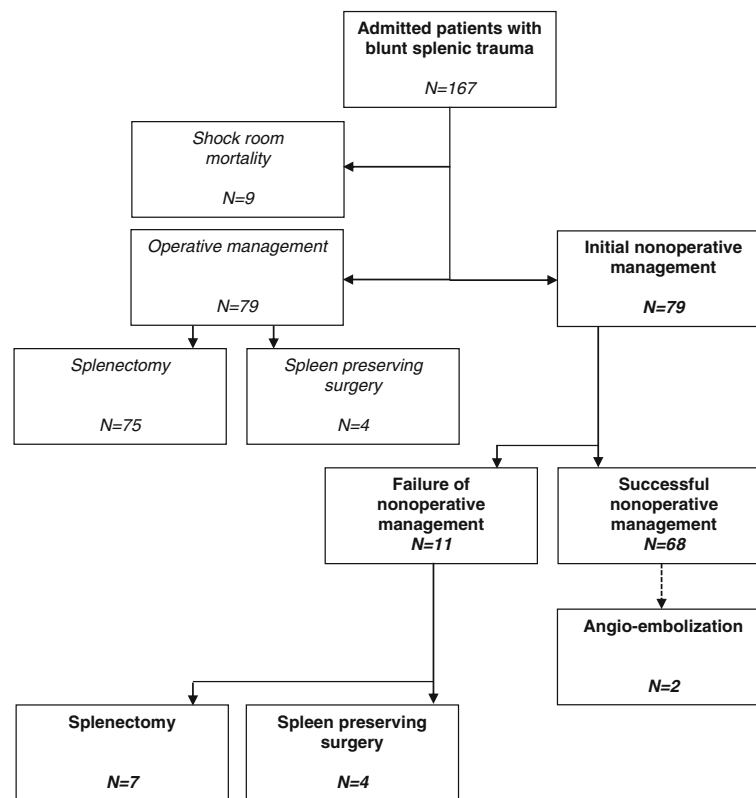 Admitted patients with
blunt splenic trauma
N=167
Shock room
mortality
N=9
Operative management
N=79
Initial nonoperative
management
N=79
Splenectomy
N=75
Spleen preserving
surgery
N=4
Failure of
nonoperative
management
N=11
Successful
nonoperative
management
N=68
Angio-embolization
N=2
Splenectomy
N=7
Spleen preserving
surgery
N=4